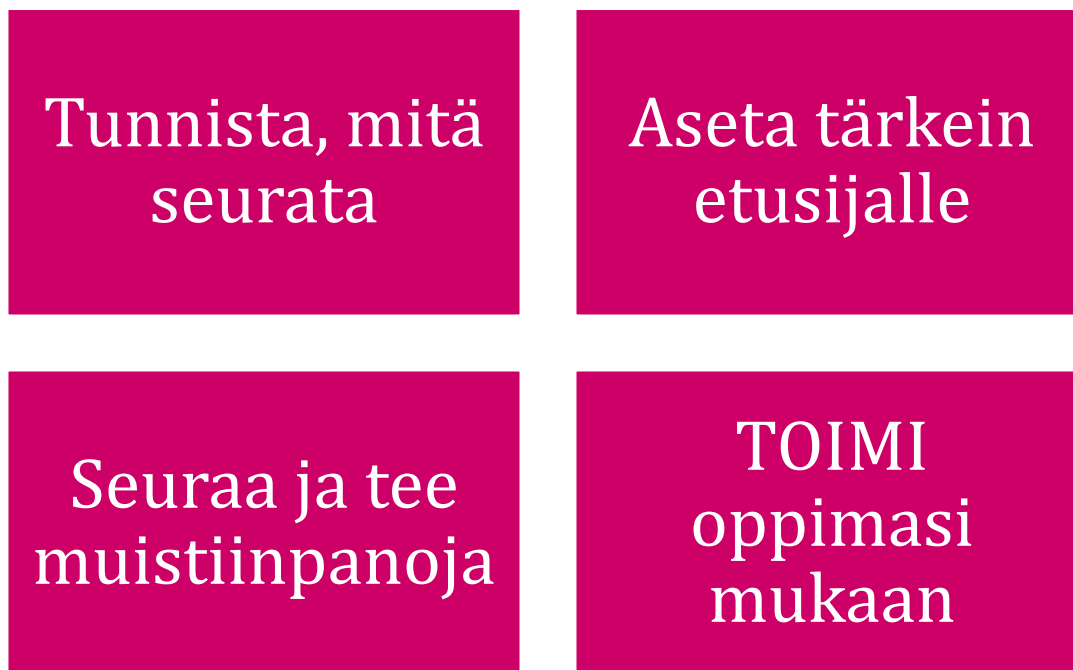 Tunnista, mitä
seurata
Aseta tärkein
etusijalle
Seuraa ja tee
muistiinpanoja
TOIMI
oppimasi
mukaan